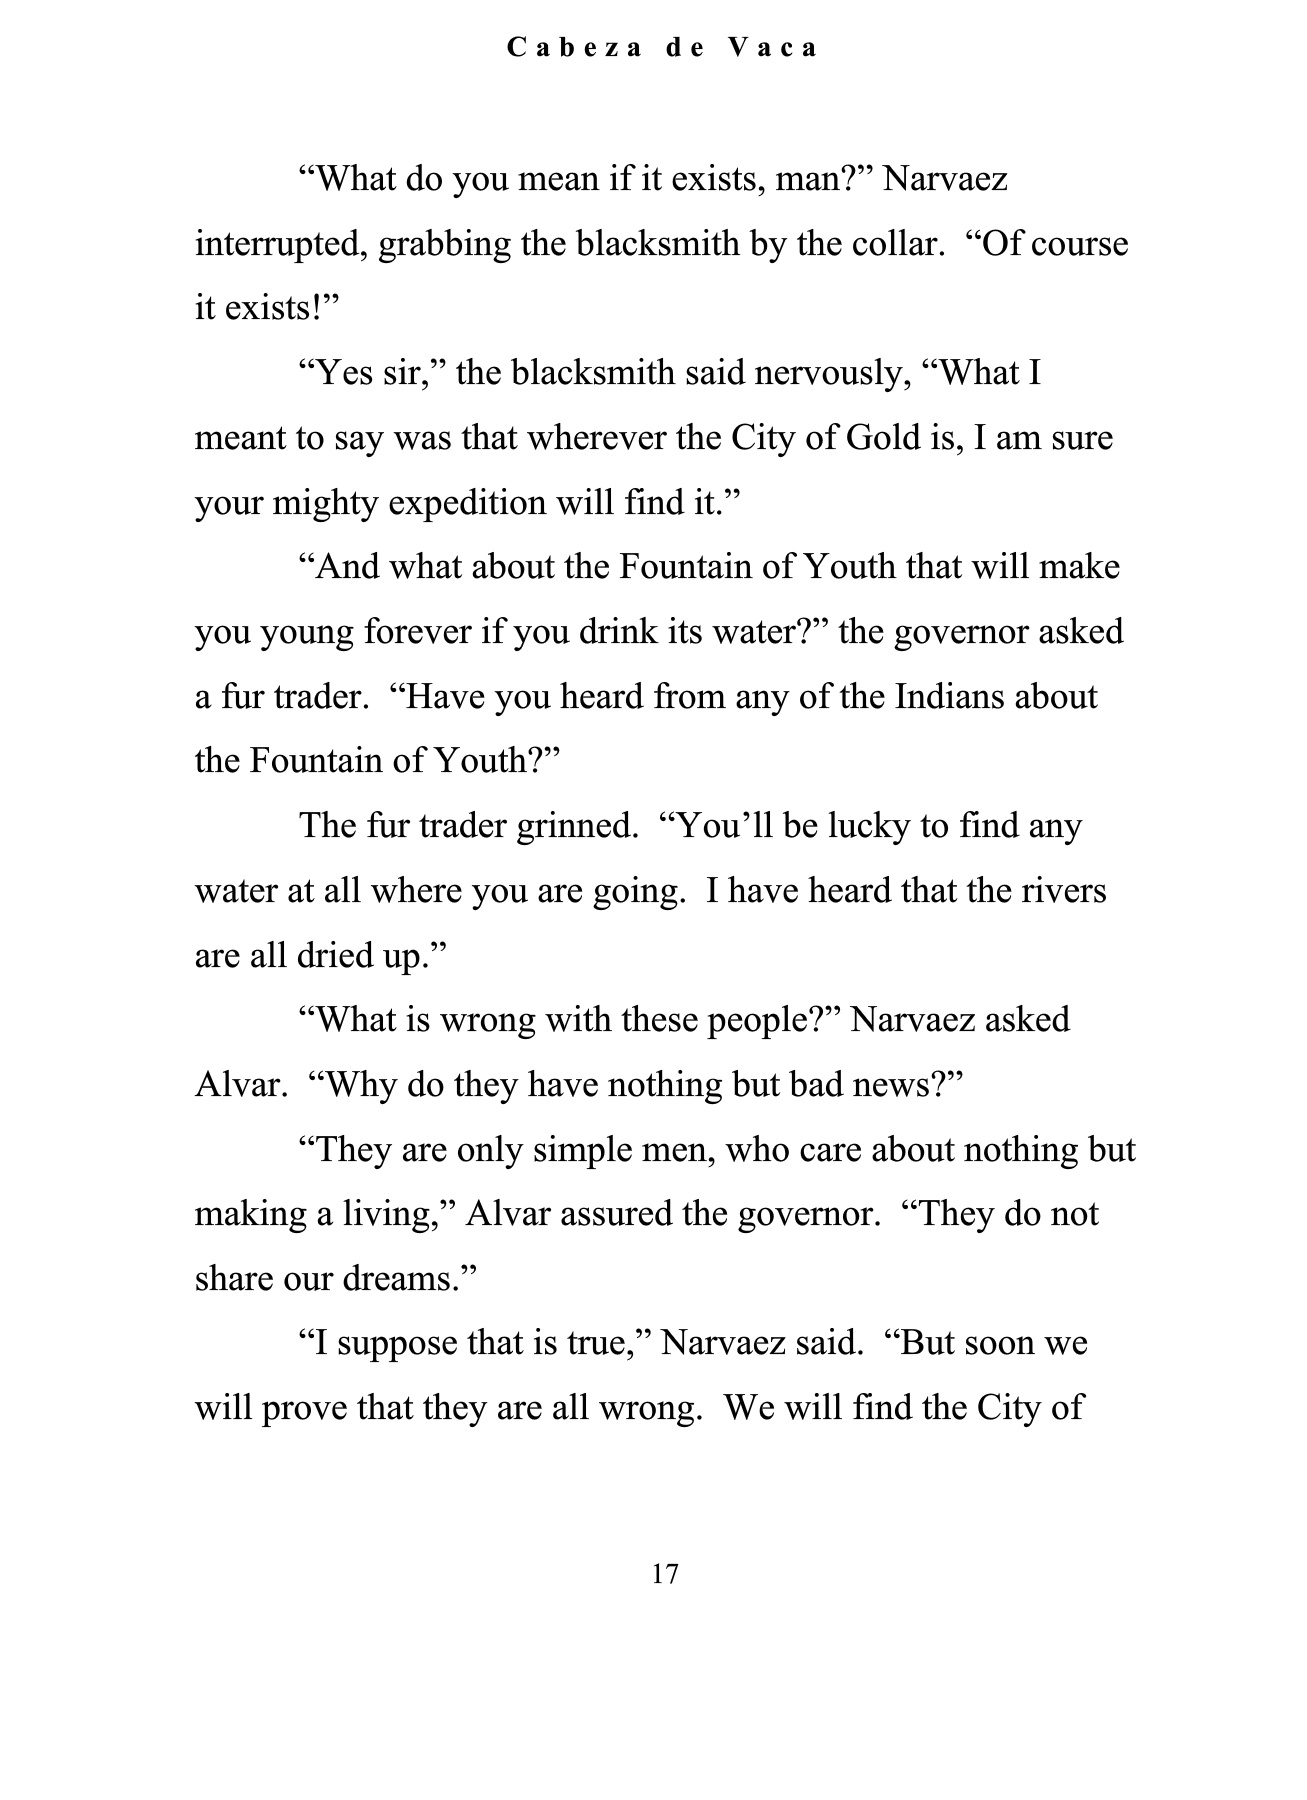 Cabeza de Vaca
“What do you mean if it exists, man?” Narvaez
interrupted, grabbing the blacksmith by the collar.  “Of course
it exists!”
“Yes sir,” the blacksmith said nervously, “What I
meant to say was that wherever the City of Gold is, I am sure
your mighty expedition will find it.”
“And what about the Fountain of Youth that will make
you young forever if you drink its water?” the governor asked
a fur trader.  “Have you heard from any of the Indians about
the Fountain of Youth?”
The fur trader grinned.  “You’ll be lucky to find any
water at all where you are going.  I have heard that the rivers
are all dried up.”
“What is wrong with these people?” Narvaez asked
Alvar.  “Why do they have nothing but bad news?”
“They are only simple men, who care about nothing but
making a living,” Alvar assured the governor.  “They do not
share our dreams.”
“I suppose that is true,” Narvaez said.  “But soon we
will prove that they are all wrong.  We will find the City of
17